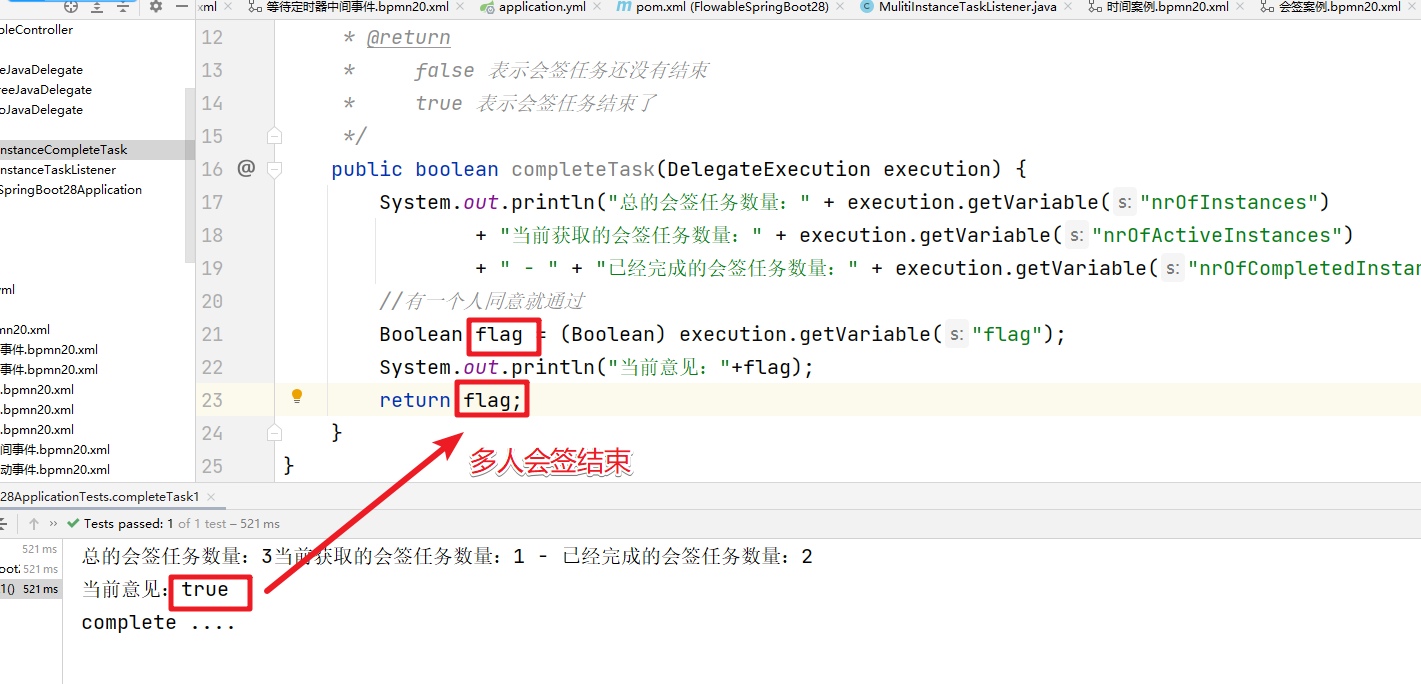 xml 等待定时器中间事件.bpmn20.xml application.yml pom.xml (FlowableSpringBoot28) MulitiInstanceTaskListener.java 时间案例.bpmn20.xml 会签案例.bpmn20.xml
bleController
eJavaDelegate
reeJavaDelegate
oJavaDelegate
nstanceCompleteTask
nstanceTaskListener
SpringBoot28Application
ml
mn20.xml
事件.bpmn20.xml
事件.bpmn20.xml
.bpmn20.xml
.bpmn20.xml
.bpmn20.xml
间事件.bpmn20.xml
动事件.bpmn20.xml
12 * @return
13 * false 表示会签任务还没有结束
14 * true 表示会签任务结束了
15 */
16 @ public boolean completeTask(DelegateExecution execution) {
17 System.out.println("总的会签任务数量：" + execution.getVariable( s: "nrOfInstances")
18 + "当前获取的会签任务数量：" + execution.getVariable( s: "nrOfActiveInstances")
19 + " - " + "已经完成的会签任务数量：" + execution.getVariable( s: "nrOfCompletedInstan
20 //有一个人同意就通过
21 Boolean flag = (Boolean) execution.getVariable( s: "flag");
22 System.out.println("当前意见："+flag);
23 return flag;
24 }
25 }
多人会签结束
28ApplicationTests.completeTask1
Tests passed: 1 of 1 test – 521 ms
521 ms
oot: 521 ms
1() 521 ms
总的会签任务数量：3当前获取的会签任务数量：1 - 已经完成的会签任务数量：2
当前意见：true
complete ....